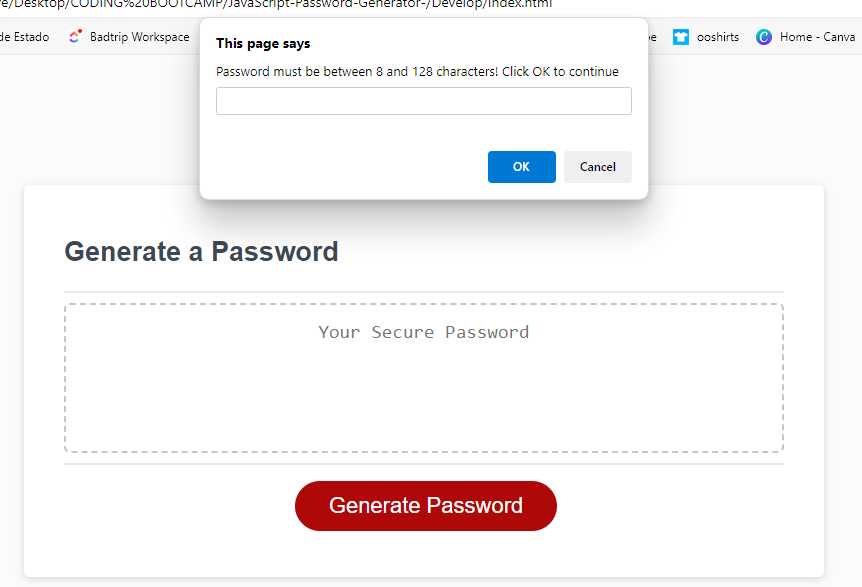 e/Desktop/CODING%20BOOTCAMP/JavaScript-Password-Generator-/Develop/index.html
de Estado Badtrip Workspace be ooshirts Home - Canva
This page says
Password must be between 8 and 128 characters! Click OK to continue
OK Cancel
Generate a Password
Your Secure Password
Generate Password